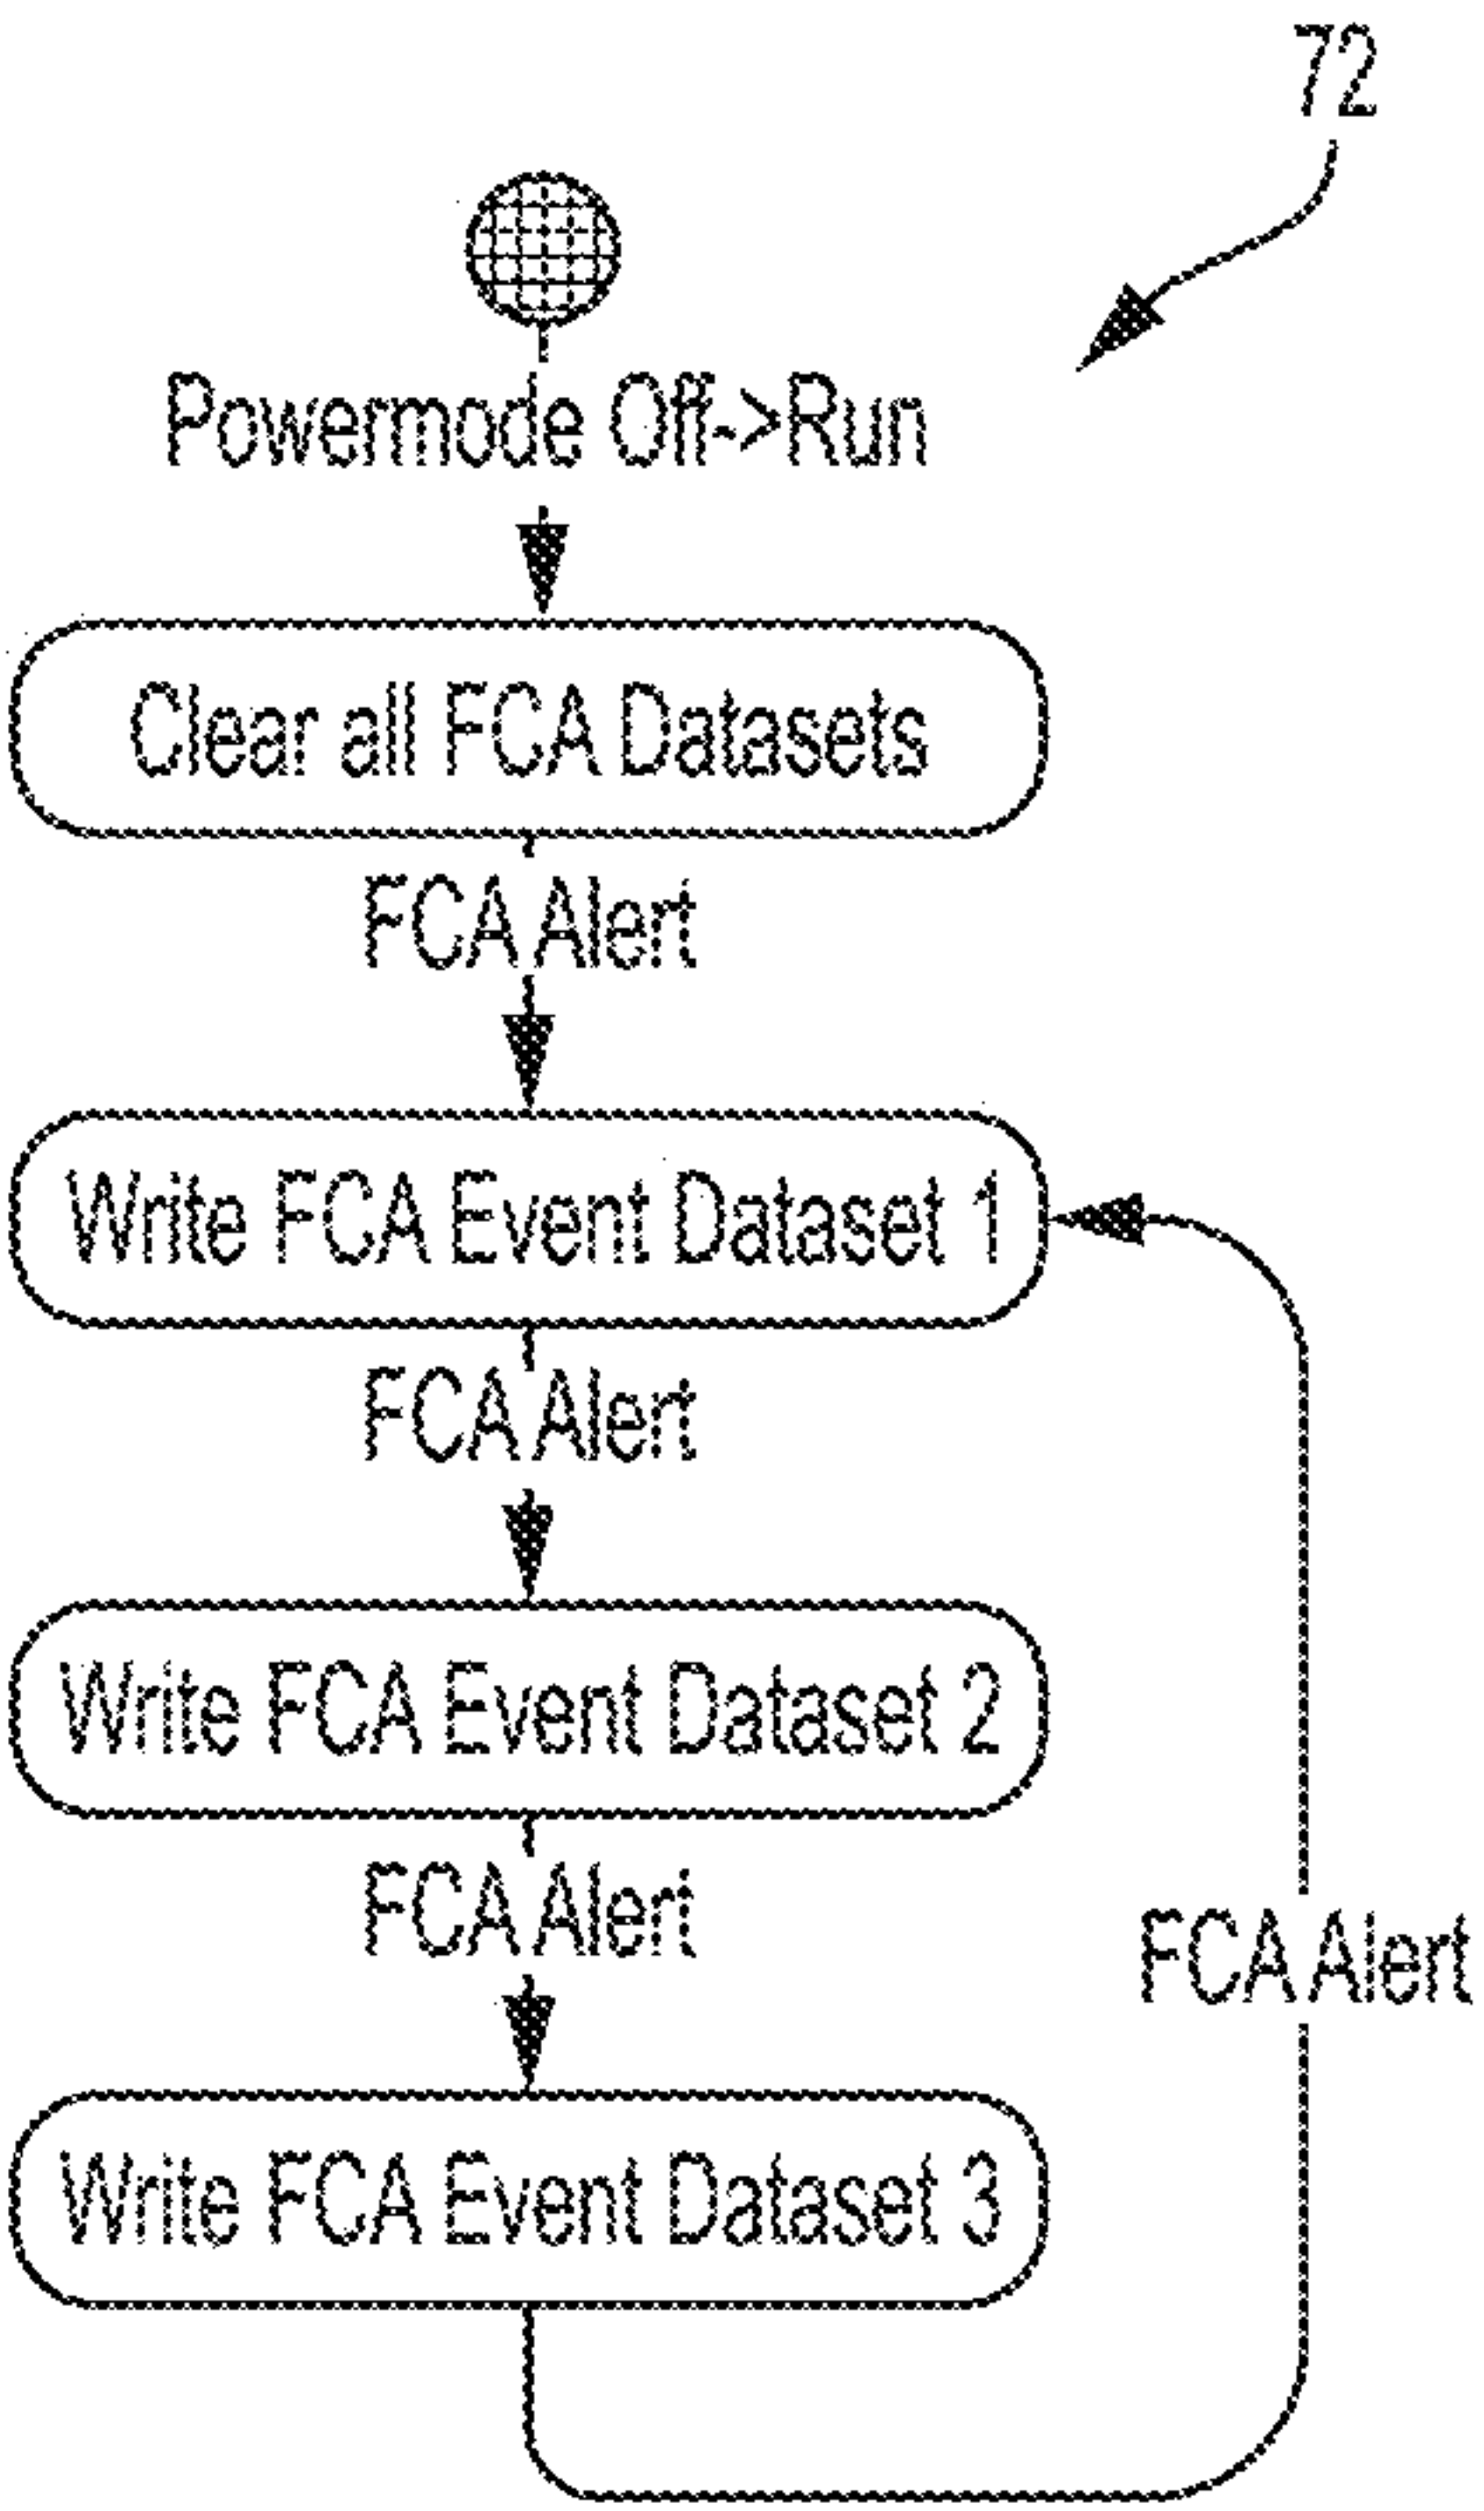 72
Powermode Off->Run
Clear all FCA Datasets
FCA Alert
Write FCA Event Dataset 1
FCA Alert
Write FCA Event Dataset 2
FCA Alert
FCA Alert
Write FCA Event Dataset 3